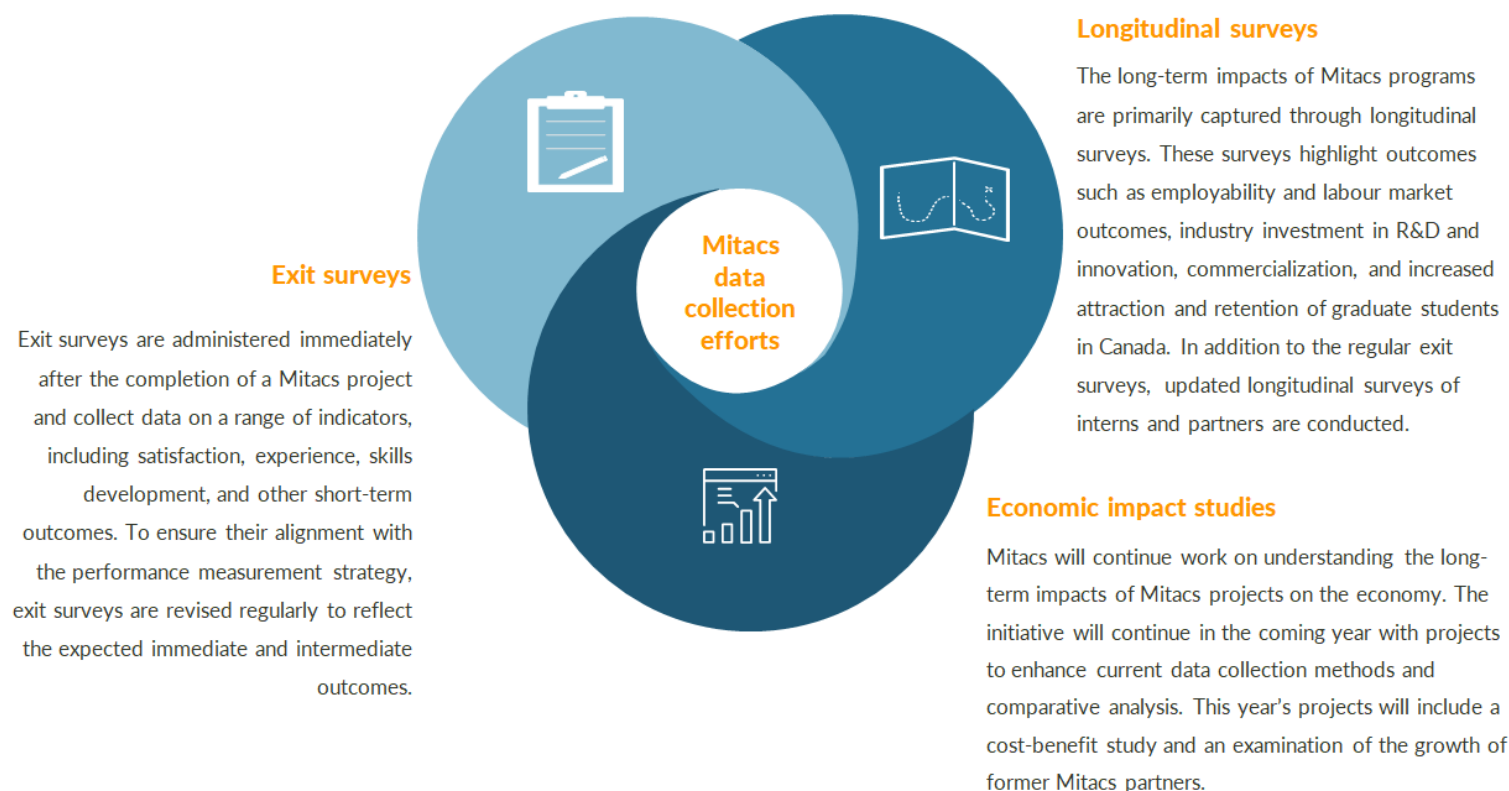 Exit surveys
Exit surveys are administered immediately
after the completion of a Mitacs project
and collect data on a range of indicators,
including satisfaction, experience, skills
development, and other short-term
outcomes. To ensure their alignment with
the performance measurement strategy,
exit surveys are revised regularly to reflect
the expected immediate and intermediate
outcomes.
Mitacs
data
collection
efforts
Longitudinal surveys
The long-term impacts of Mitacs programs
are primarily captured through longitudinal
surveys. These surveys highlight outcomes
such as employability and labour market
outcomes, industry investment in R&D and
innovation, commercialization, and increased
attraction and retention of graduate students
in Canada. In addition to the regular exit
surveys, updated longitudinal surveys of
interns and partners are conducted.
Economic impact studies
Mitacs will continue work on understanding the long-
term impacts of Mitacs projects on the economy. The
initiative will continue in the coming year with projects
to enhance current data collection methods and
comparative analysis. This year's projects will include a
cost-benefit study and an examination of the growth of
former Mitacs partners.